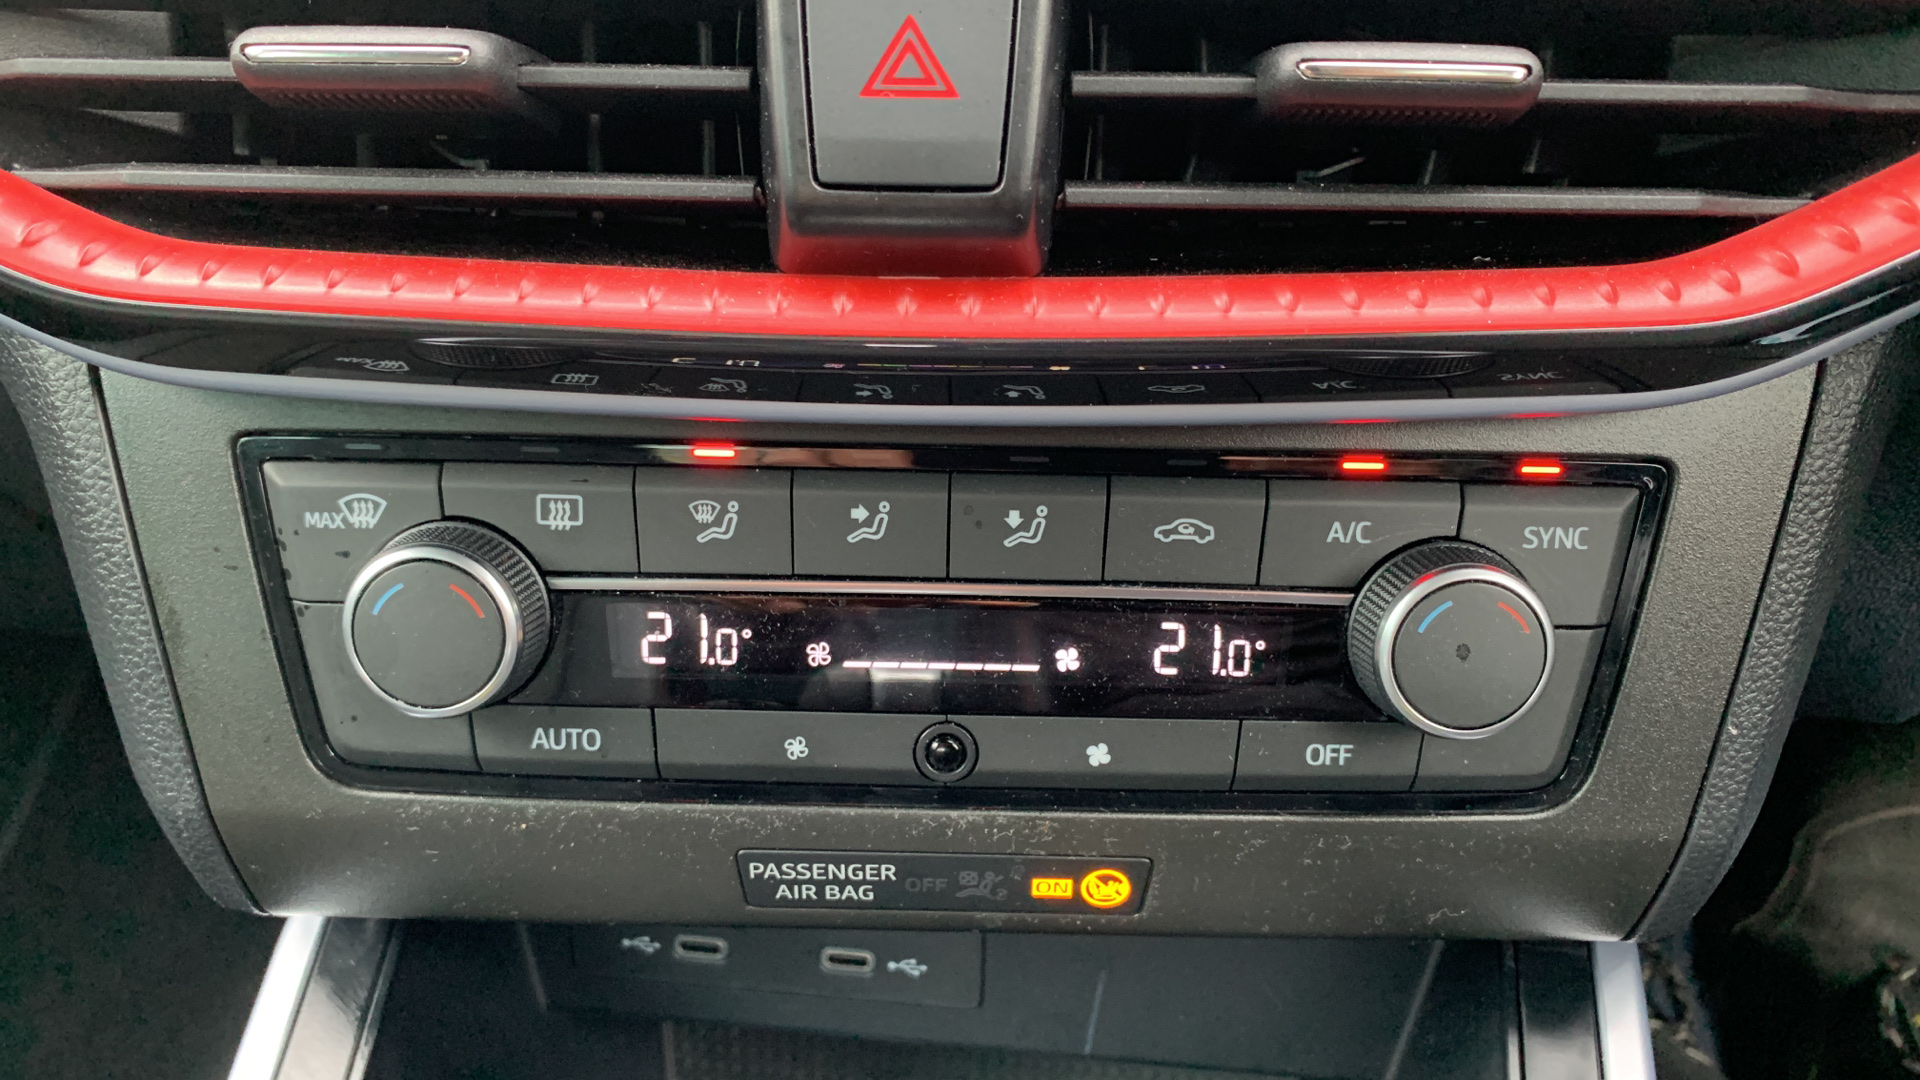 MAX
A/C
SYNC
21.0°
21.0°
AUTO
OFF
PASSENGER
AIR BAG
OFF
ON